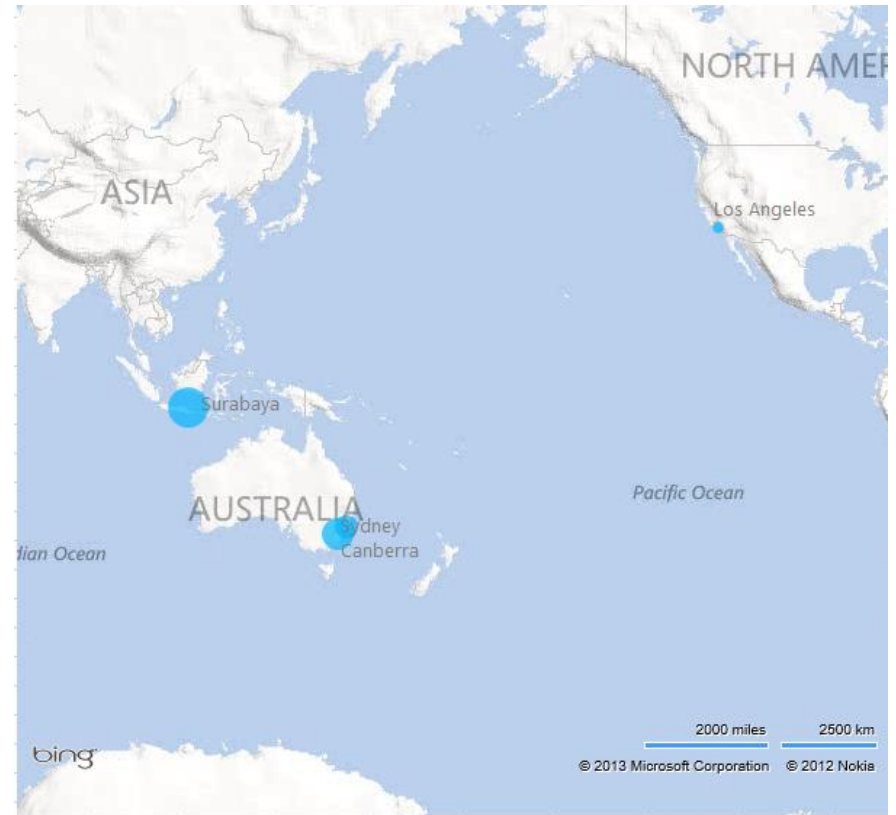 NORTH AMER
ASIA
Los Angeles
Surabaya
Pacific Ocean
AUSTRALIA
Sydney
Canberra
dian Ocean
2000 miles
2500 km
bing
© 2013 Microsoft Corporation
© 2012 Nokia